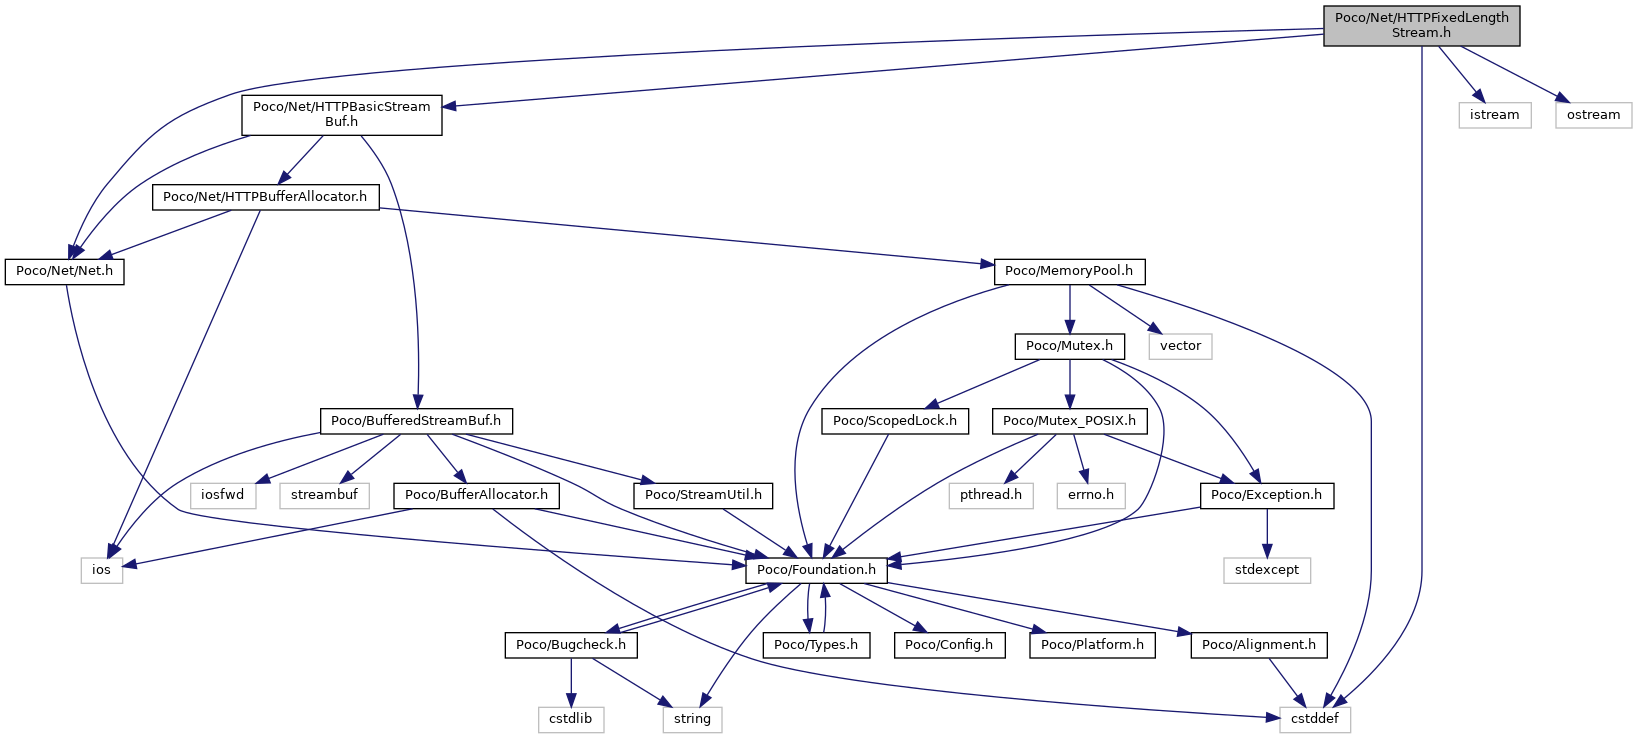 Poco/Net/HTTPFixedLength
Stream.h
Poco/Net/HTTPBasicStream
Buf.h
istream
ostream
Poco/Net/HTTPBufferAllocator.h
Poco/Net/Net.h
Poco/MemoryPool.h
Poco/Mutex.h
vector
Poco/BufferedStreamBuf.h
Poco/ScopedLock.h
Poco/Mutex_POSIX.h
iosfwd
streambuf
Poco/BufferAllocator.h
Poco/StreamUtil.h
pthread.h
errno.h
Poco/Exception.h
ios
Poco/Foundation.h
stdexcept
Poco/Bugcheck.h
Poco/Types.h
Poco/Config.h
Poco/Platform.h
Poco/Alignment.h
cstdlib
string
cstddef